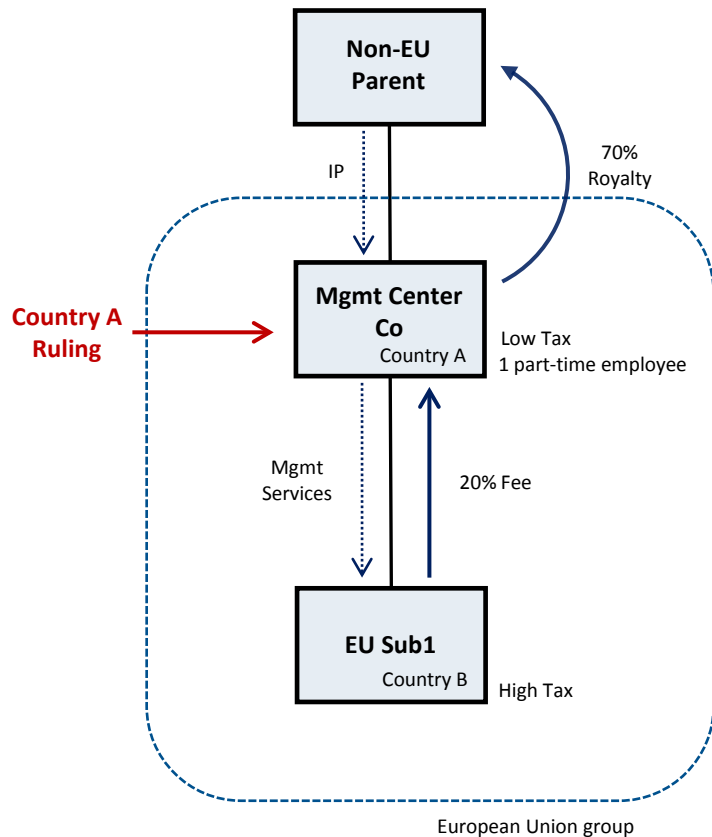 Non-EU
Parent
IP
70%
Royalty
Country A
Ruling
Mgmt Center
Co
Country A
Low Tax
1 part-time employee
Mgmt
Services
20% Fee
EU Sub1
Country B
High Tax
European Union group